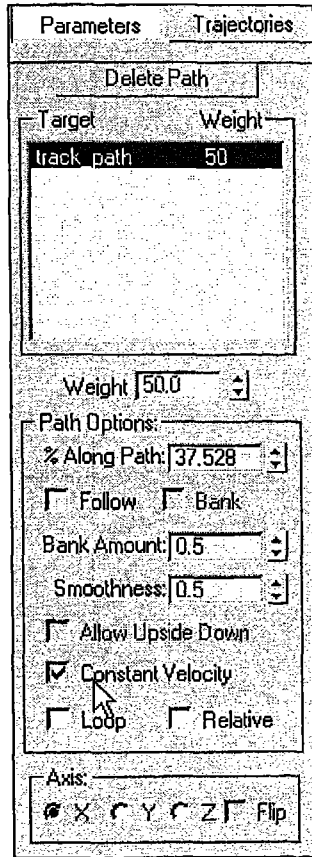 Parameters Trajectories
Delete Path
Target Weight
track_path 50
Weight 50.0
Path Options:
% Along Path: 37.528
Follow Bank
Bank Amount: 0.5
Smoothness: 0.5
Allow Upside Down
Constant Velocity
Loop Relative
Axis:
X Y Z Flip